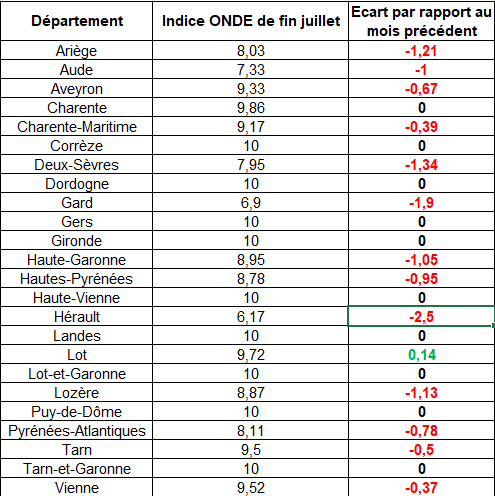 Département Indice ONDE de fin juillet Ecart par rapport au mois précédent
Ariège 8,03 -1,21
Aude 7,33 -1
Aveyron 9,33 -0,67
Charente 9,86 0
Charente-Maritime 9,17 -0,39
Corrèze 10 0
Deux-Sèvres 7,95 -1,34
Dordogne 10 0
Gard 6,9 -1,9
Gers 10 0
Gironde 10 0
Haute-Garonne 8,95 -1,05
Hautes-Pyrénées 8,78 -0,95
Haute-Vienne 10 0
Hérault 6,17 -2,5
Landes 10 0
Lot 9,72 0,14
Lot-et-Garonne 10 0
Lozère 8,87 -1,13
Puy-de-Dôme 10 0
Pyrénées-Atlantiques 8,11 -0,78
Tarn 9,5 -0,5
Tarn-et-Garonne 10 0
Vienne 9,52 -0,37